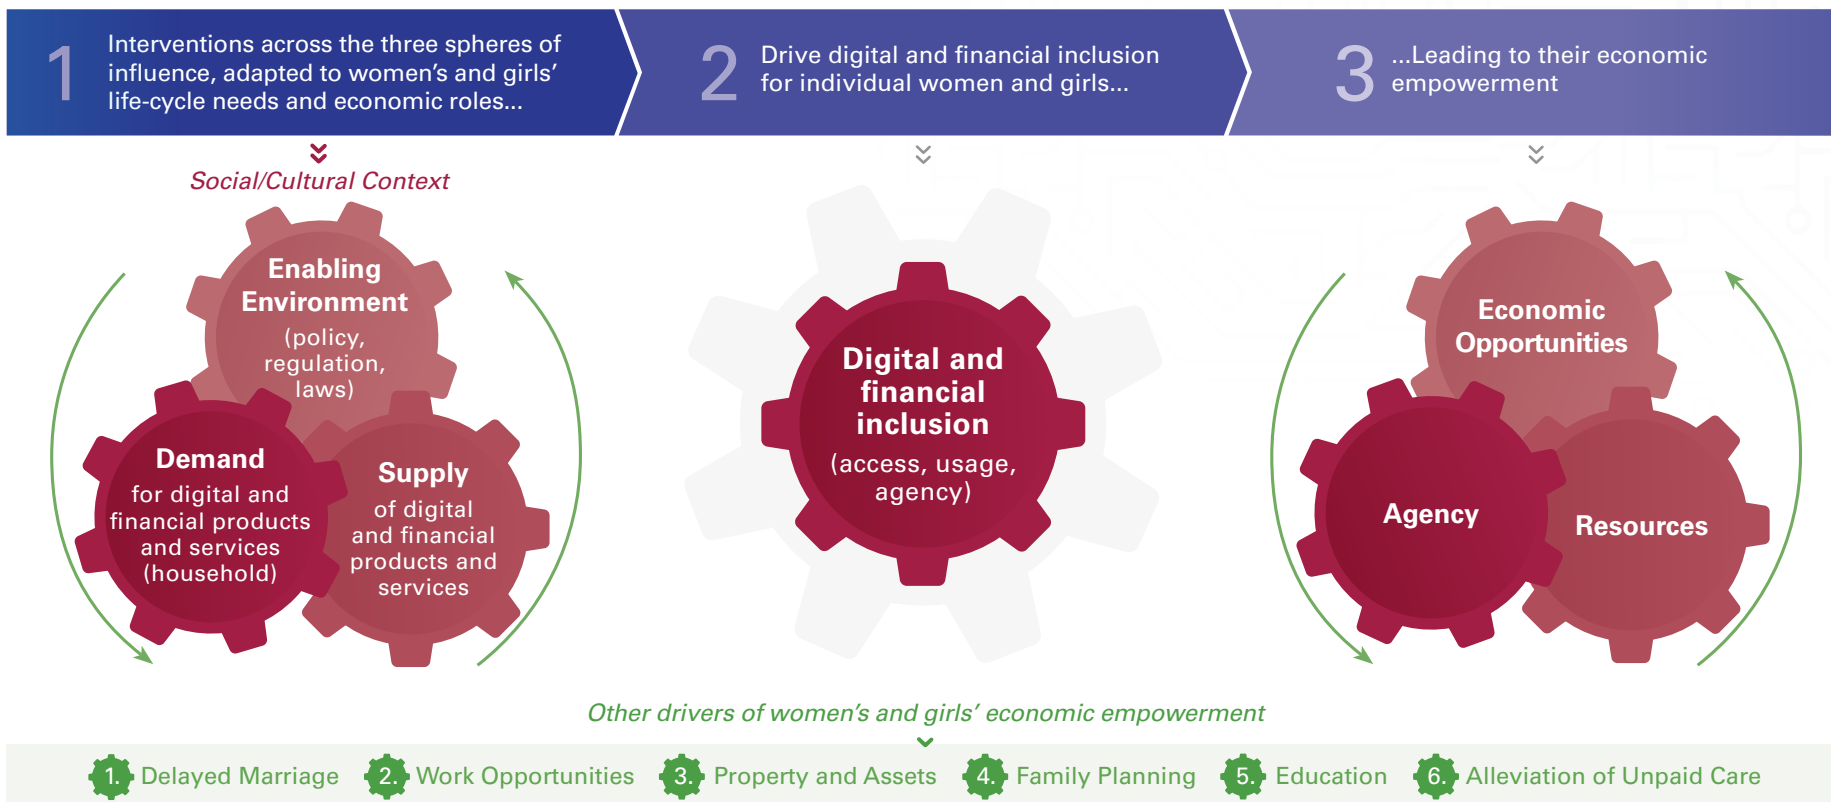 1
Interventions across the three spheres of
influence, adapted to women’s and girls’
life-cycle needs and economic roles...
2
Drive digital and financial inclusion
for individual women and girls...
3
...Leading to their economic
empowerment
Social/Cultural Context
Enabling
Environment
(policy,
regulation,
laws)
Demand
for digital and
financial products
and services
(household)
Supply
of digital
and financial
products and
services
Digital and
financial
inclusion
(access, usage,
agency)
Economic
Opportunities
Agency
Resources
Other drivers of women’s and girls’ economic empowerment
1. Delayed Marriage
2. Work Opportunities
3. Property and Assets
4. Family Planning
5. Education
6. Alleviation of Unpaid Care